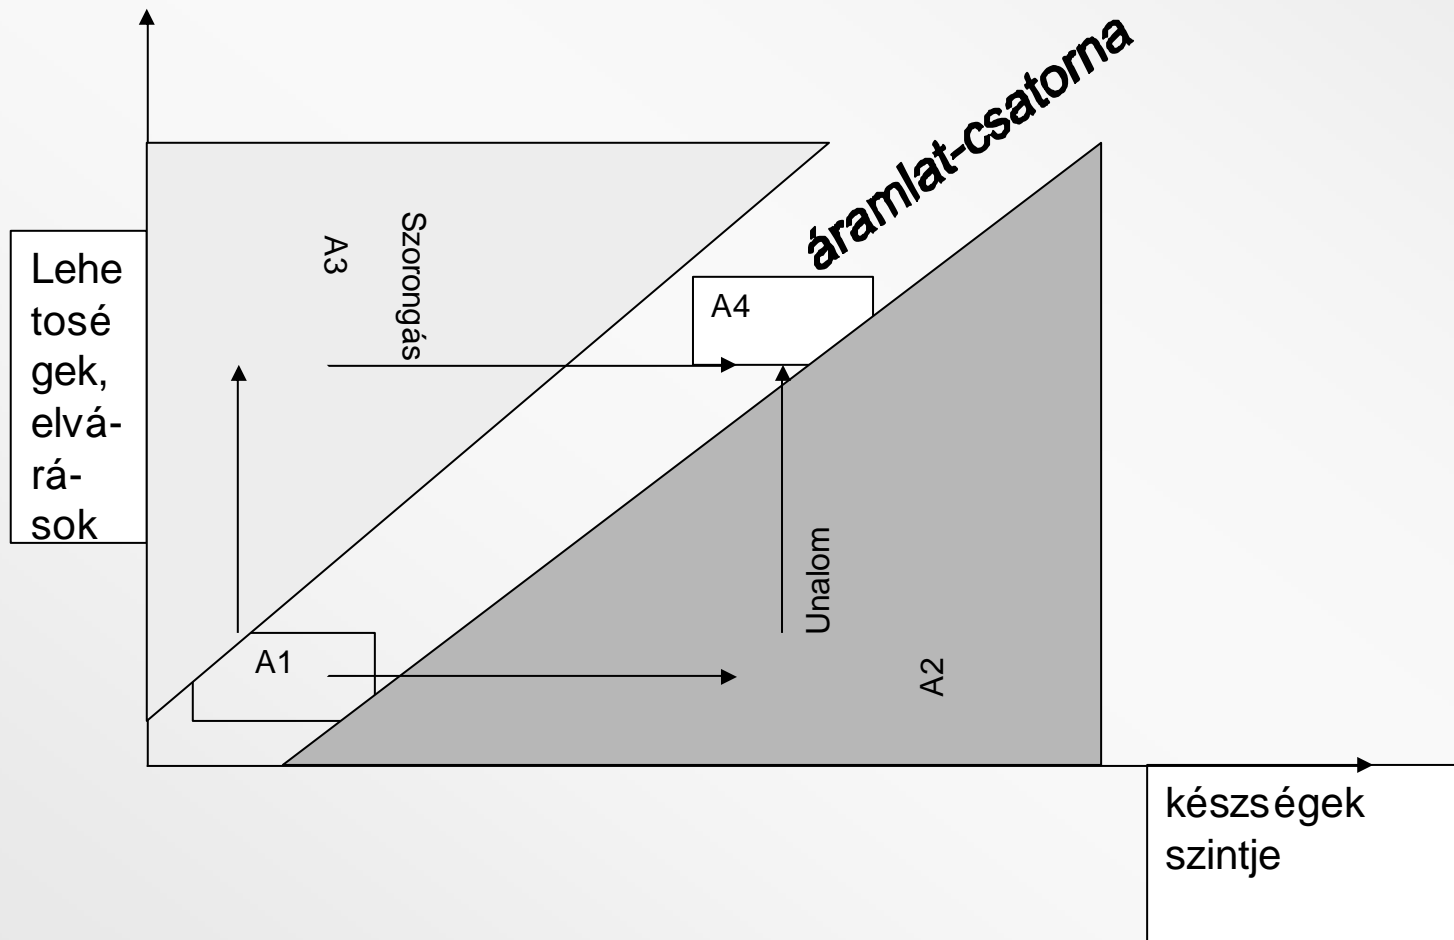 áramlat-csatorna
Szorongás
A3
Lehe
tosé
gek,
elvá-
rá-
sok
A4
Unalom
A1
A2
készségek
szintje